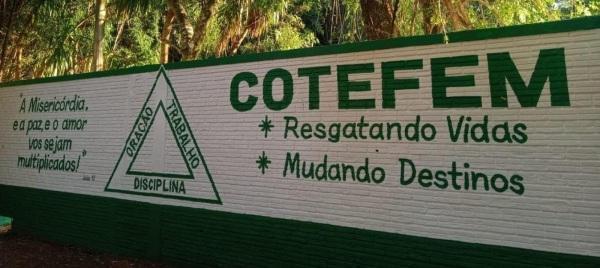 "A Misericórdia,
e a paz, e o amor
vos sejam
multiplicados!"
ORAÇÃO
TRABALHO
DISCIPLINA
COTEFEM
* Resgatando Vidas
* Mudando Destinos